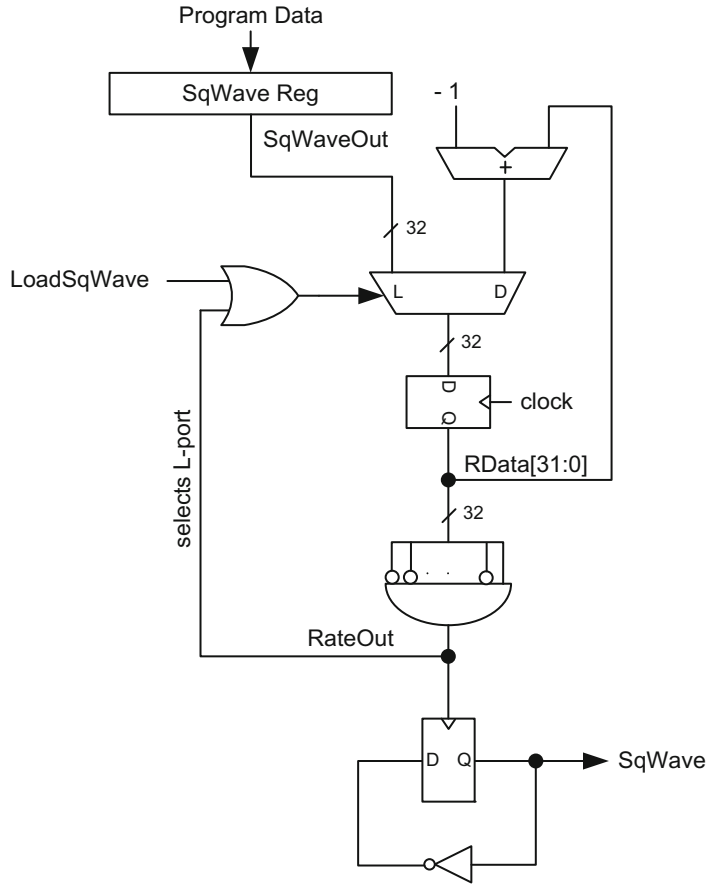 Program Data
SqWave Reg
- 1
SqWaveOut
+
32
LoadSqWave
L
D
32
D
Q
clock
selects L-port
RData[31:0]
32
. .
RateOut
D
Q
SqWave